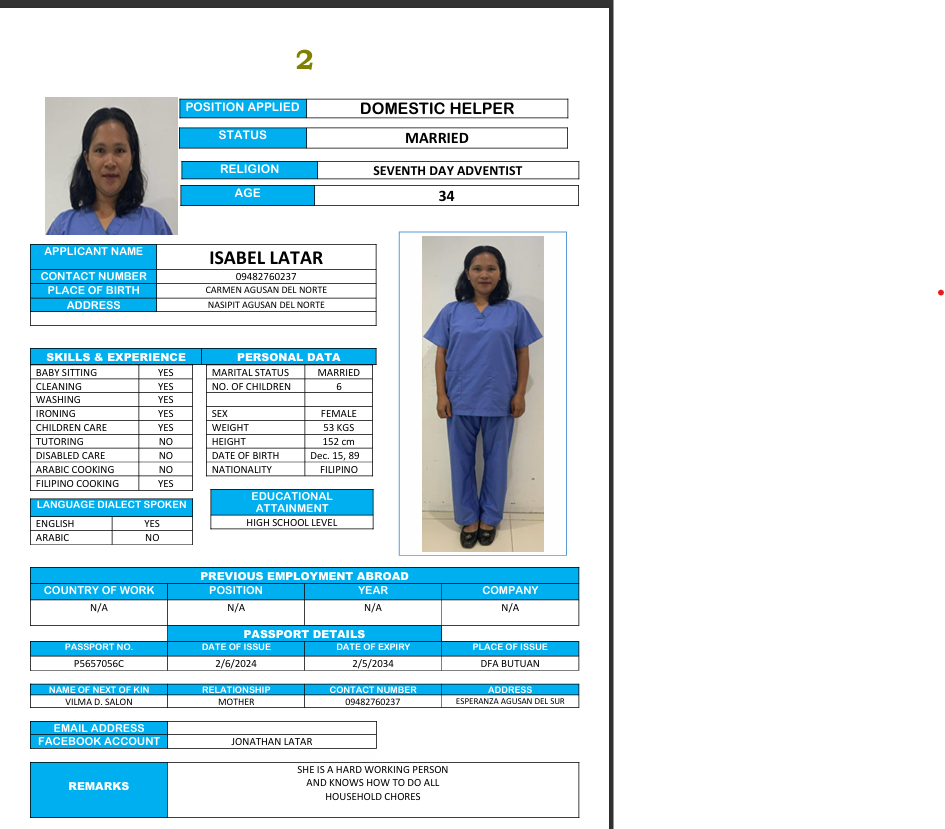 2
POSITION APPLIED DOMESTIC HELPER
STATUS MARRIED
RELIGION SEVENTH DAY ADVENTIST
AGE 34
APPLICANT NAME ISABEL LATAR
CONTACT NUMBER 09482760237
PLACE OF BIRTH CARMEN AGUSAN DEL NORTE
ADDRESS NASIPIT AGUSAN DEL NORTE
SKILLS & EXPERIENCE
BABY SITTING YES
CLEANING YES
WASHING YES
IRONING YES
CHILDREN CARE YES
TUTORING NO
DISABLED CARE NO
ARABIC COOKING NO
FILIPINO COOKING YES
LANGUAGE DIALECT SPOKEN
ENGLISH YES
ARABIC NO
PERSONAL DATA
MARITAL STATUS MARRIED
NO. OF CHILDREN 6
SEX FEMALE
WEIGHT 53 KGS
HEIGHT 152 cm
DATE OF BIRTH Dec. 15, 89
NATIONALITY FILIPINO
EDUCATIONAL
ATTAINMENT
HIGH SCHOOL LEVEL
PREVIOUS EMPLOYMENT ABROAD
COUNTRY OF WORK POSITION YEAR COMPANY
N/A N/A N/A N/A
PASSPORT DETAILS
PASSPORT NO. DATE OF ISSUE DATE OF EXPIRY PLACE OF ISSUE
P5657056C 2/6/2024 2/5/2034 DFA BUTUAN
NAME OF NEXT OF KIN RELATIONSHIP CONTACT NUMBER ADDRESS
VILMA D. SALON MOTHER 09482760237 ESPERANZA AGUSAN DEL SUR
EMAIL ADDRESS
FACEBOOK ACCOUNT JONATHAN LATAR
REMARKS
SHE IS A HARD WORKING PERSON
AND KNOWS HOW TO DO ALL
HOUSEHOLD CHORES